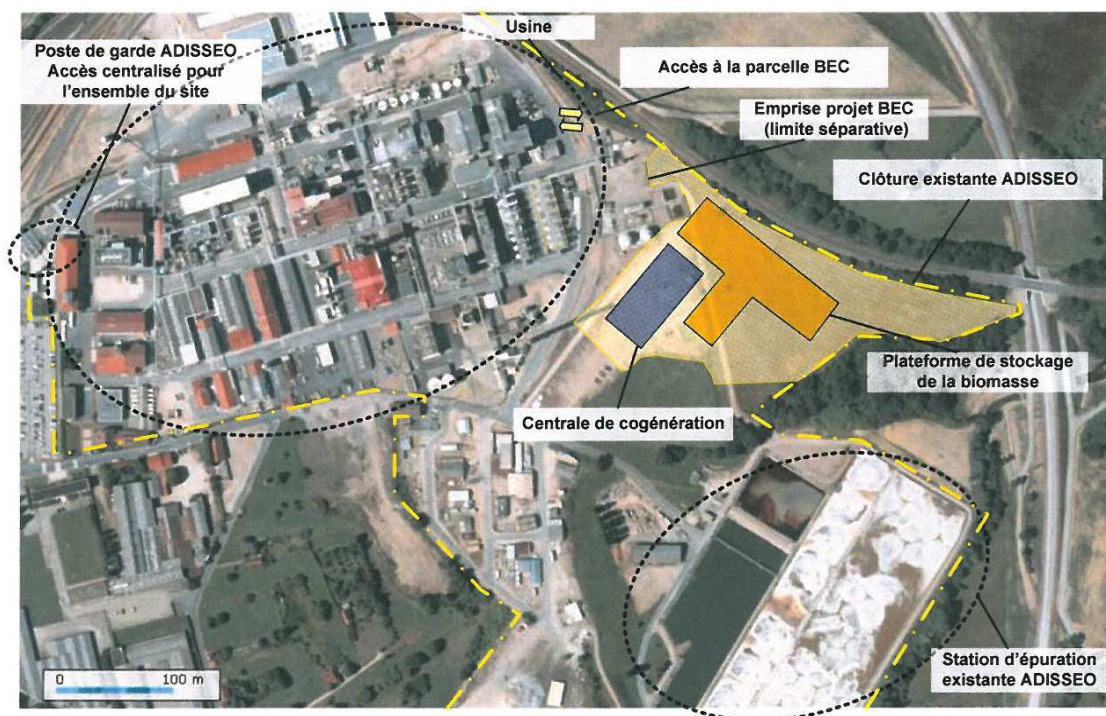 Usine
Poste de garde ADISSEO
Accès centralisé pour
l'ensemble du site
Accès à la parcelle BEC
Emprise projet BEC
(limite séparative)
Clôture existante ADISSEO
Plateforme de stockage
de la biomasse
Centrale de cogénération
Station d'épuration
existante ADISSEO
0 100 m